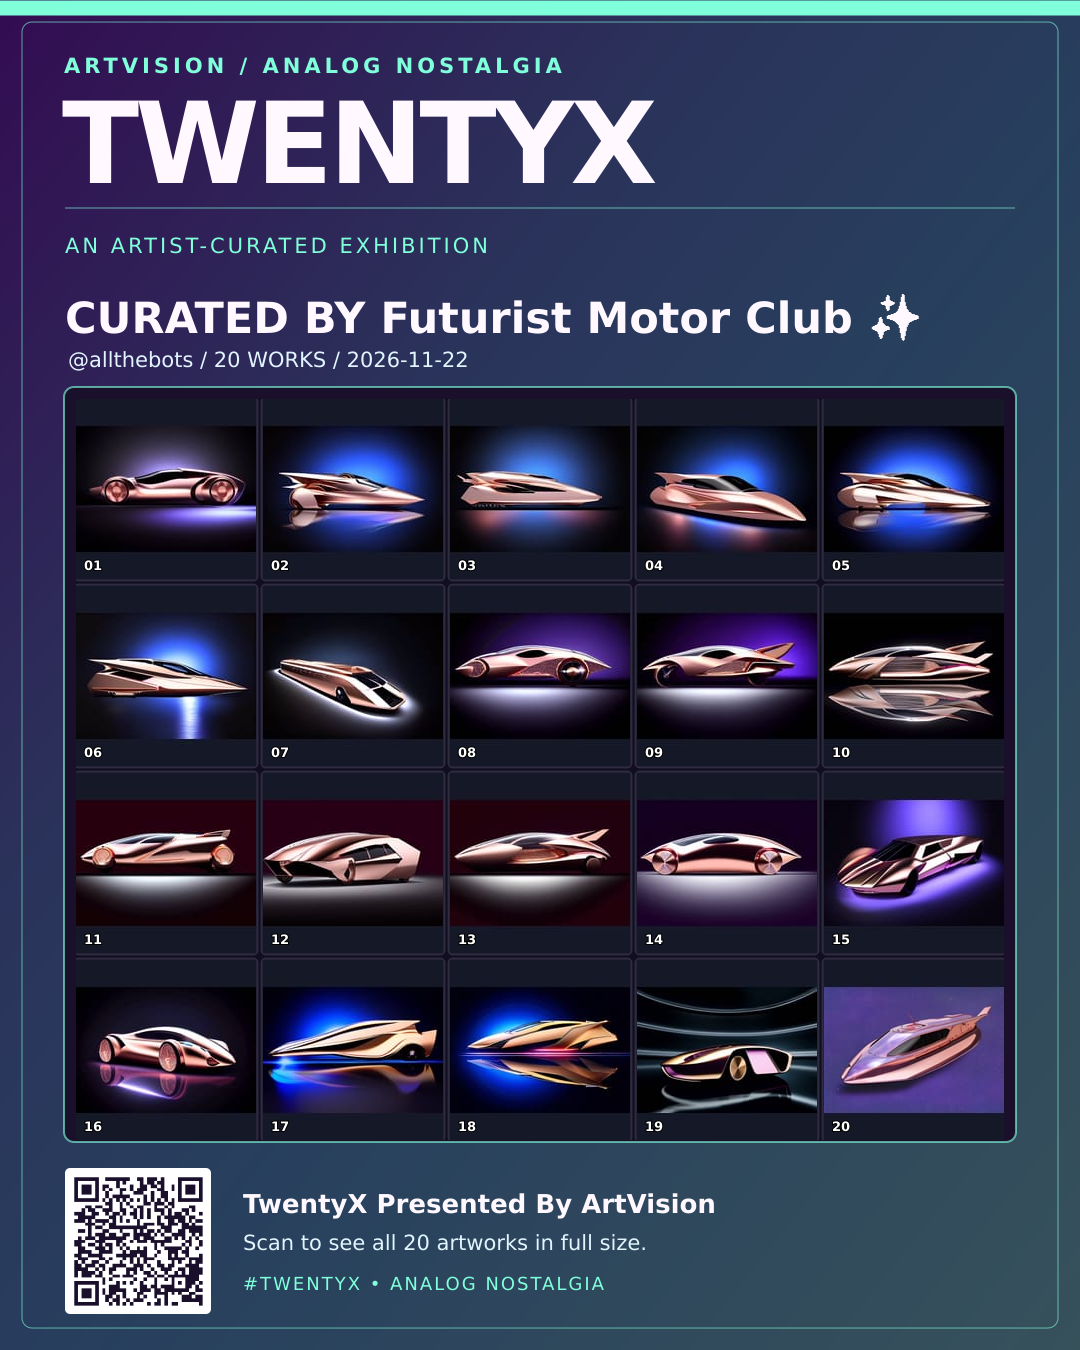 ARTVISION / ANALOG NOSTALGIA
TWENTYX
AN ARTIST-CURATED EXHIBITION
CURATED BY Futurist Motor Club ✨
@allthebots / 20 WORKS / 2026-11-22
01 02 03 04 05
06 07 08 09 10
11 12 13 14 15
16 17 18 19 20
TwentyX Presented By ArtVision
Scan to see all 20 artworks in full size.
#TWENTYX • ANALOG NOSTALGIA